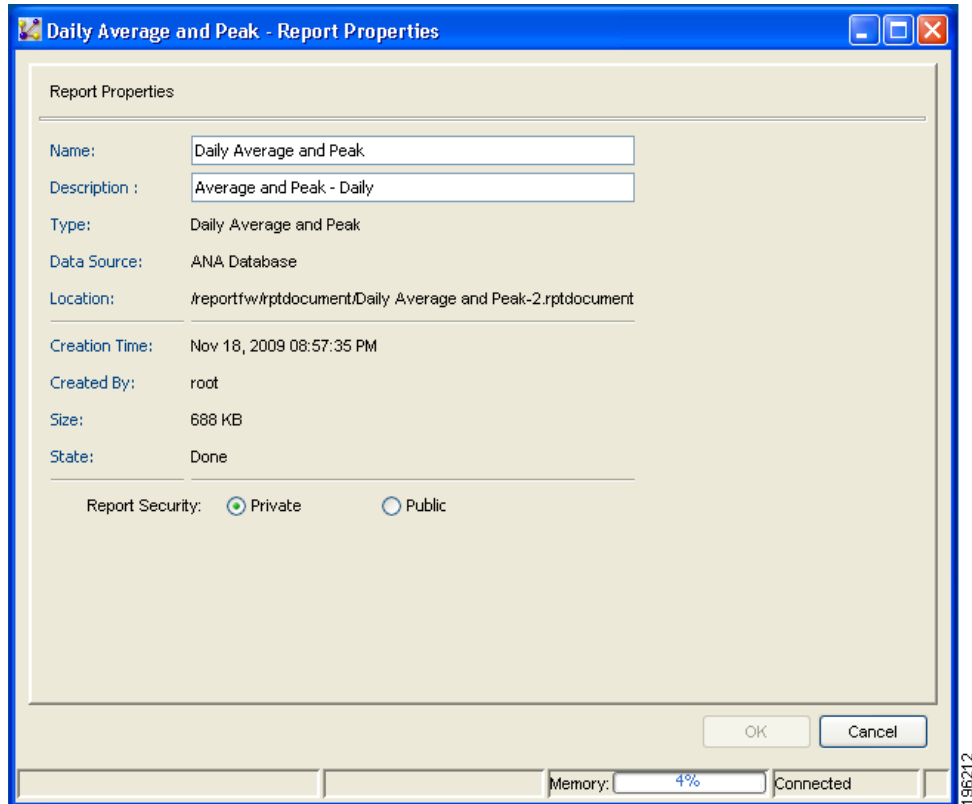 Daily Average and Peak - Report Properties
Report Properties
Name: Daily Average and Peak
Description : Average and Peak - Daily
Type: Daily Average and Peak
Data Source: ANA Database
Location: /reportfw/rptdocument/Daily Average and Peak-2.rptdocument
Creation Time: Nov 18, 2009 08:57:35 PM
Created By: root
Size: 688 KB
State: Done
Report Security: Private Public
OK Cancel
Memory: 4% Connected
196212